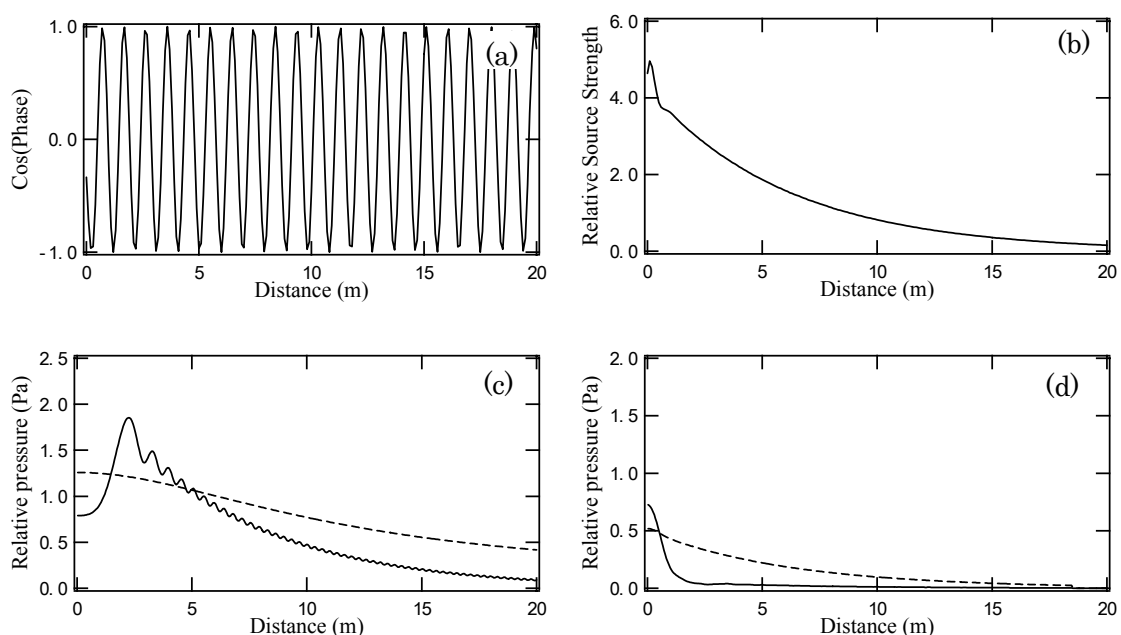 1.0
0.0
-1.0
Cos(Phase)
(a)
0 5 10 15 20
Distance (m)
6.0
4.0
2.0
0.0
Relative Source Strength
(b)
0 5 10 15 20
Distance (m)
2.5
2.0
1.5
1.0
0.5
0.0
Relative pressure (Pa)
(c)
0 5 10 15 20
Distance (m)
2.0
1.5
1.0
0.5
0.0
Relative pressure (Pa)
(d)
0 5 10 15 20
Distance (m)